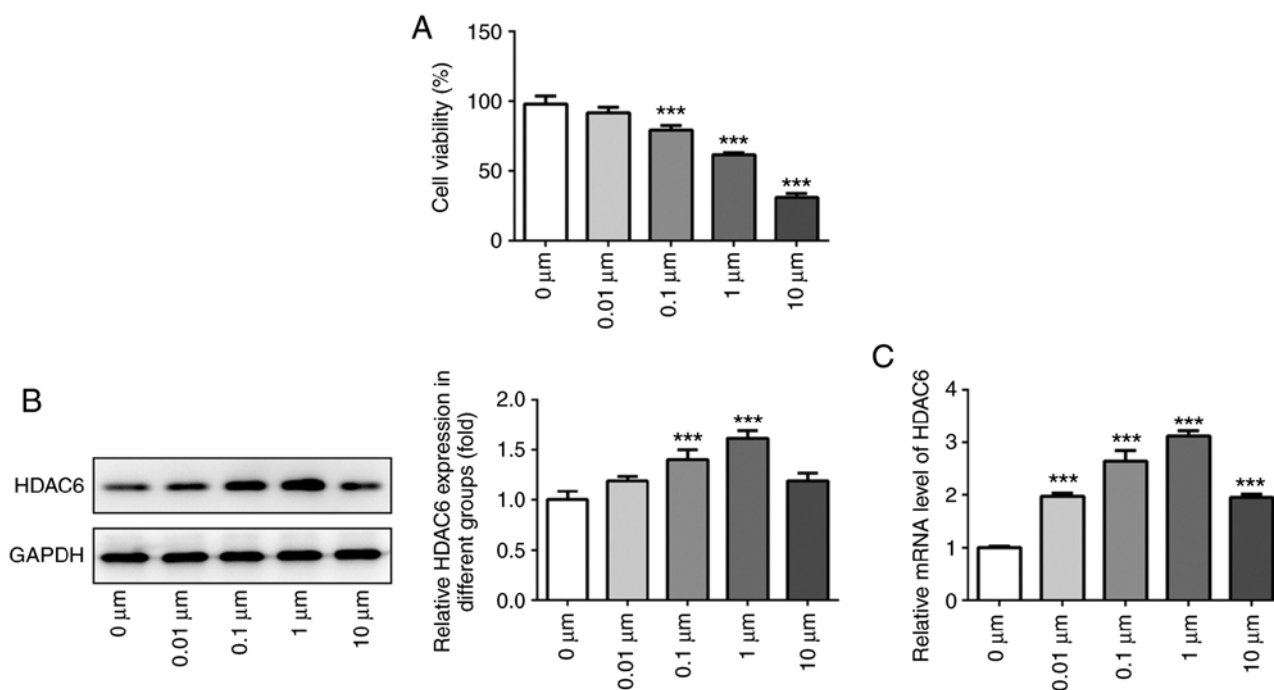 A
Cell viability (%)
150
100
50
0
***
***
***
0 μm
0.01 μm
0.1 μm
1 μm
10 μm
B
HDAC6
GAPDH
0 μm
0.01 μm
0.1 μm
1 μm
10 μm
Relative HDAC6 expression in
different groups (fold)
2.0
1.5
1.0
0.5
0.0
***
***
0 μm
0.01 μm
0.1 μm
1 μm
10 μm
C
Relative mRNA level of HDAC6
4
3
2
1
0
***
***
***
***
0 μm
0.01 μm
0.1 μm
1 μm
10 μm